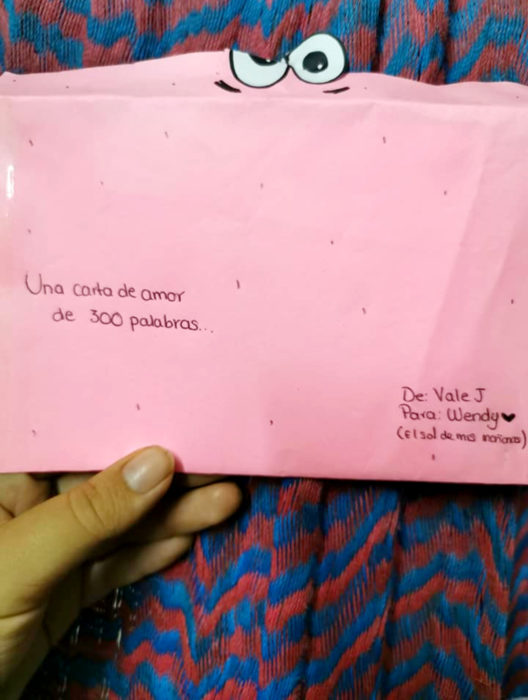 Una carta de amor
de 300 palabras...
De: Vale J
Para: Wendy
(El sol de mis mañanas)